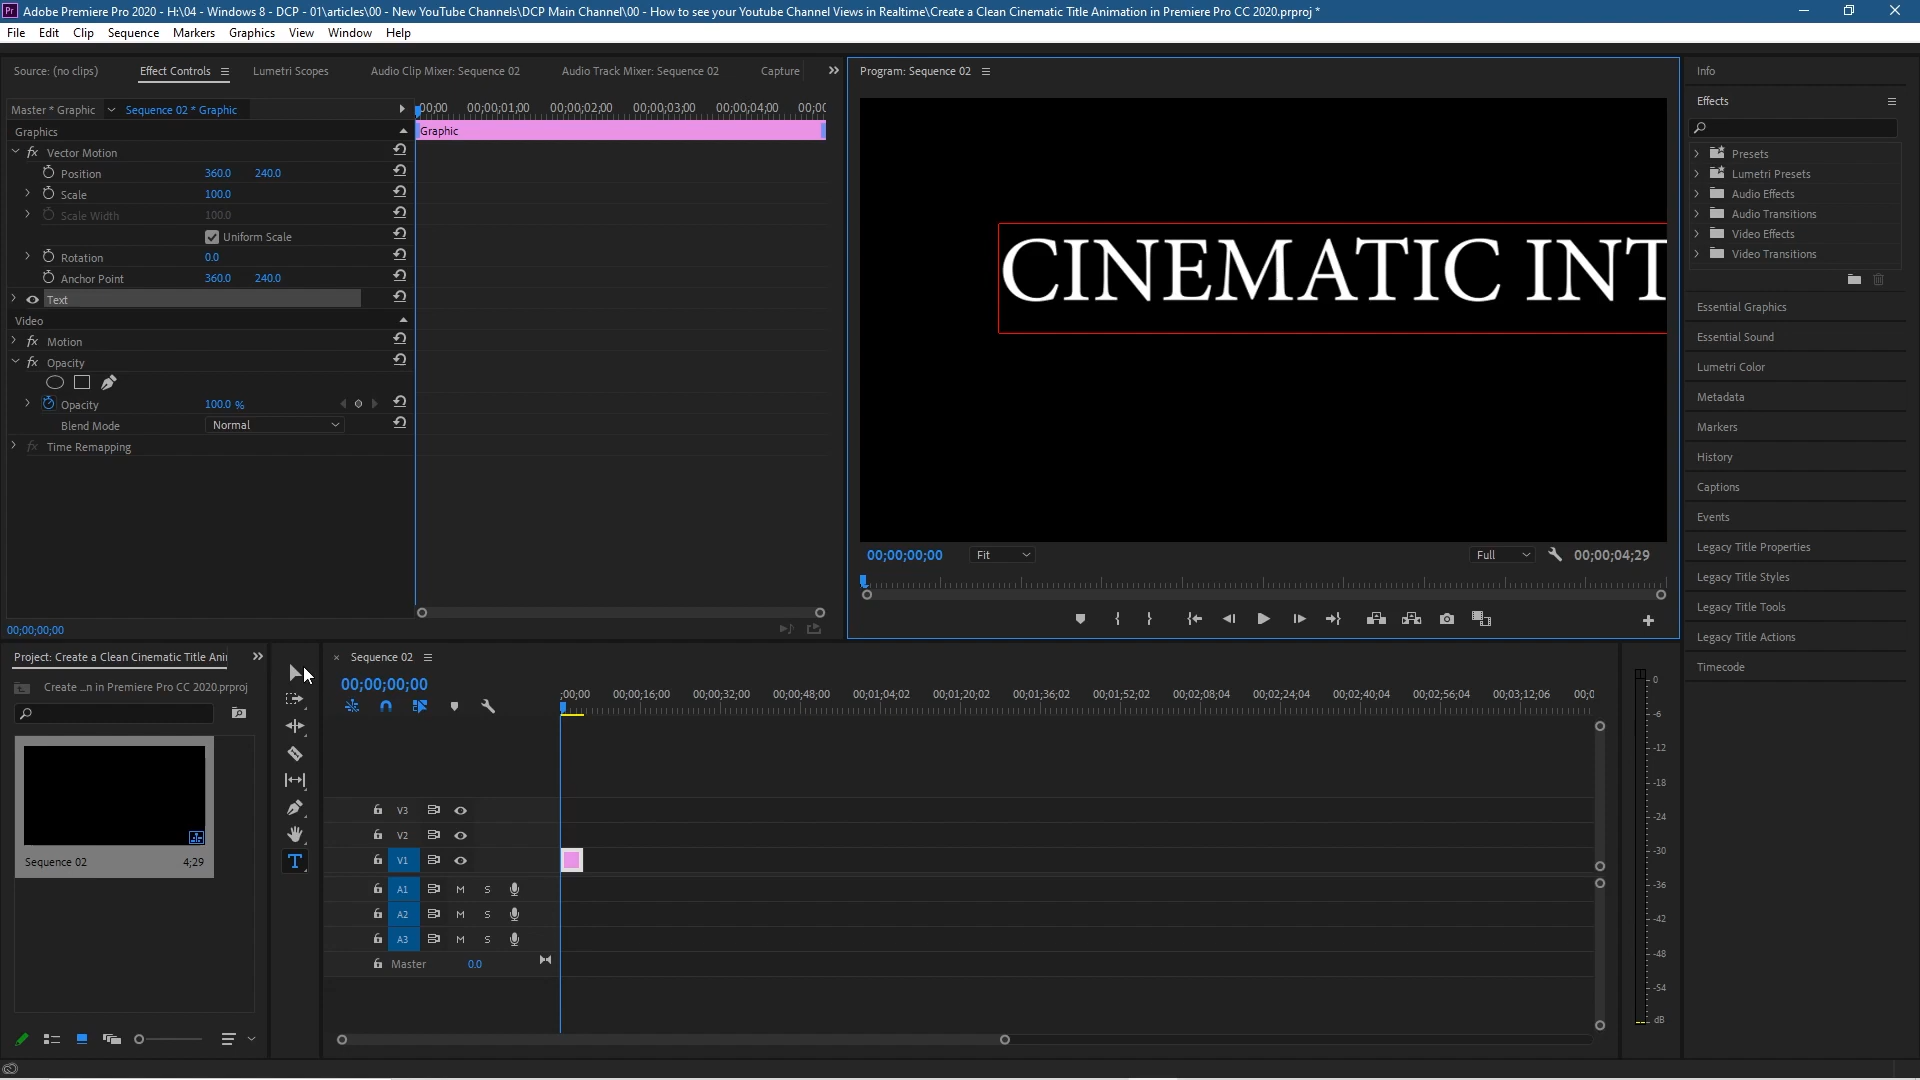 Pr Adobe Premiere Pro 2020 - H:\04 - Windows 8 - DCP - 01\articles\00 - New YouTube Channels\DCP Main Channel\00 - How to see your Youtube Channel Views in Realtime\Create a Clean Cinematic Title Animation in Premiere Pro CC 2020.prproj *
File Edit Clip Sequence Markers Graphics View Window Help
Source: (no clips) Effect Controls Lumetri Scopes Audio Clip Mixer: Sequence 02 Audio Track Mixer: Sequence 02 Capture
Master * Graphic Sequence 02 * Graphic
00;00 00;00;01;00 00;00;02;00 00;00;03;00 00;00;04;00 00;00
Graphics
Graphic
fx Vector Motion
Position 360.0 240.0
Scale 100.0
Scale Width 100.0
Uniform Scale
Rotation 0.0
Anchor Point 360.0 240.0
Text
Video
fx Motion
fx Opacity
Opacity 100.0 %
Blend Mode Normal
fx Time Remapping
00;00;00;00
Program: Sequence 02
CINEMATIC INT
00;00;00;00 Fit Full 00;00;04;29
Info
Effects
Presets
Lumetri Presets
Audio Effects
Audio Transitions
Video Effects
Video Transitions
Essential Graphics
Essential Sound
Lumetri Color
Metadata
Markers
History
Captions
Events
Legacy Title Properties
Legacy Title Styles
Legacy Title Tools
Legacy Title Actions
Timecode
Project: Create a Clean Cinematic Title Ani
Create ...n in Premiere Pro CC 2020.prproj
Sequence 02 4;29
T
× Sequence 02
00;00;00;00
;00;00 00;00;16;00 00;00;32;00 00;00;48;00 00;01;04;02 00;01;20;02 00;01;36;02 00;01;52;02 00;02;08;04 00;02;24;04 00;02;40;04 00;02;56;04 00;03;12;06 00;0
V3
V2
V1
A1 M S
A2 M S
A3 M S
Master 0.0
0
-6
-12
-18
-24
-30
-36
-42
-48
-54
dB